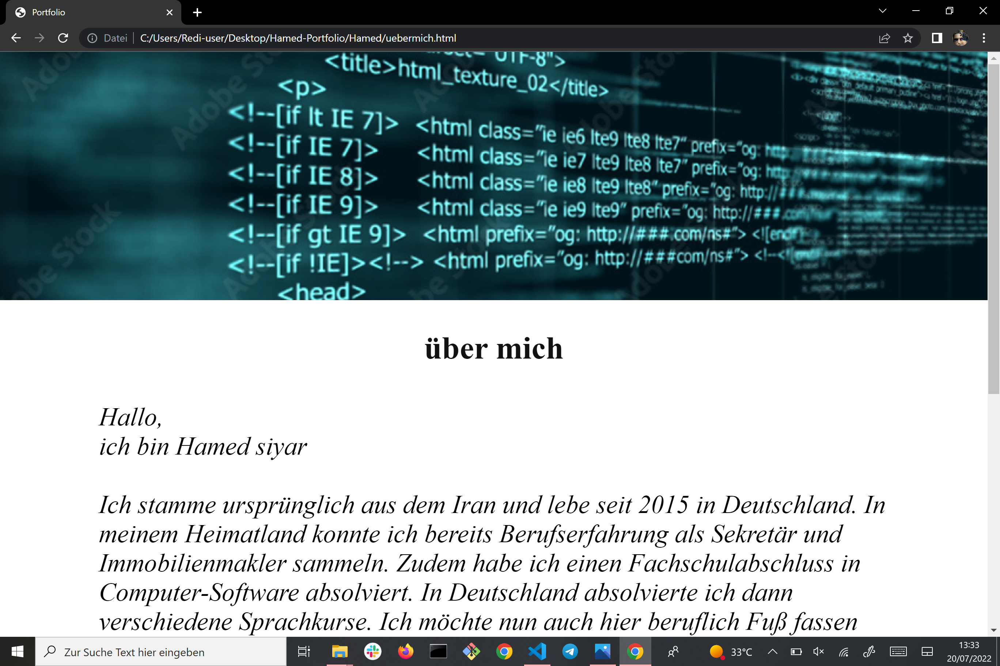 Portfolio
Datei
C:/Users/Redi-user/Desktop/Hamed-Portfolio/Hamed/uebermich.html
UTF-8">
<title>html_texture_02</title>
<p>
<!--[if lt IE 7]> <html class="ie ie6 lte9 lte8 lte7" prefix="og: http
<!--[if IE 7]> <html class="ie ie7 lte9 lte8 lte7" prefix="og: http
<!--[if IE 8]> <html class="ie ie8 lte9 lte8" prefix="og: http://###
<!--[if IE 9]> <html class="ie ie9 lte9" prefix="og: http://###.com/
<!--[if gt IE 9]> <html prefix="og: http://###.com/ns#"> <![endif]
<!--[if !IE]><!--> <html prefix="og: http://###com/ns#"> <!--<![endif]
<head>
Adobe Stock
über mich
Hallo,
ich bin Hamed siyar
Ich stamme ursprünglich aus dem Iran und lebe seit 2015 in Deutschland. In
meinem Heimatland konnte ich bereits Berufserfahrung als Sekretär und
Immobilienmakler sammeln. Zudem habe ich einen Fachschulabschluss in
Computer-Software absolviert. In Deutschland absolvierte ich dann
verschiedene Sprachkurse. Ich möchte nun auch hier beruflich Fuß fassen
Zur Suche Text hier eingeben
33°C
13:33
20/07/2022